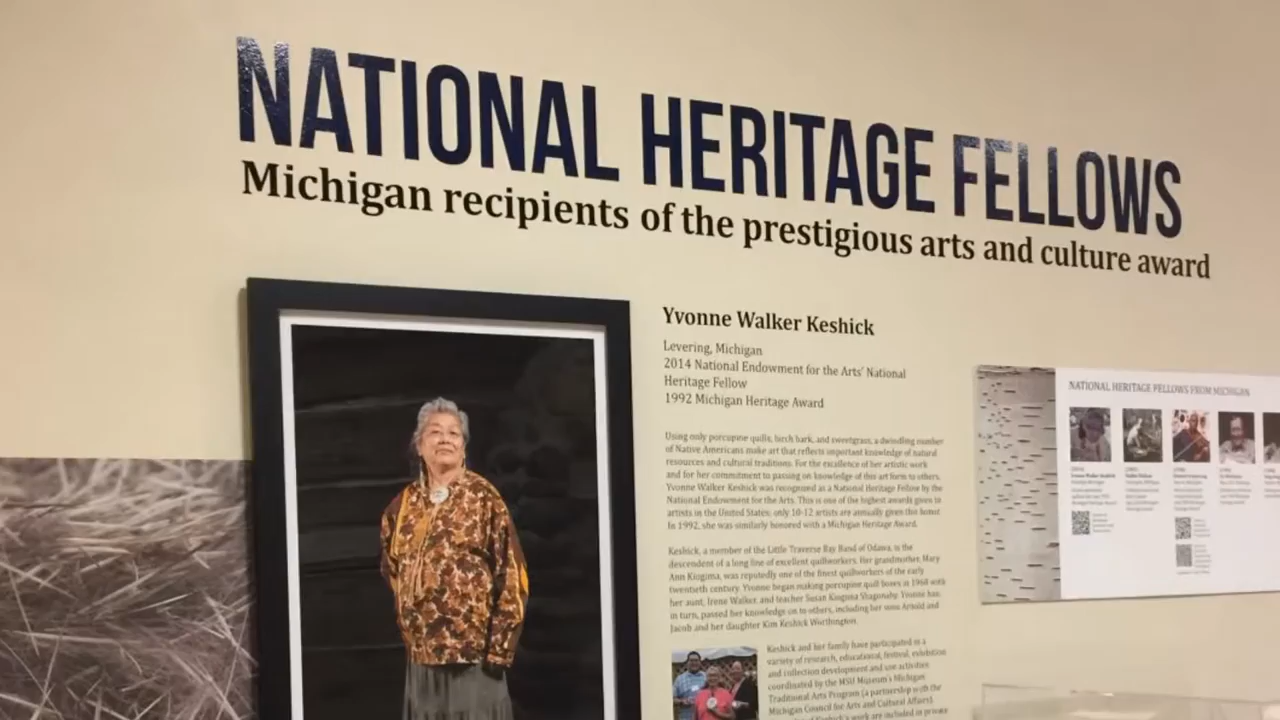 NATIONAL HERITAGE FELLOWS
Michigan recipients of the prestigious arts and culture award
Yvonne Walker Keshick
Levering, Michigan
2014 National Endowment for the Arts' National
Heritage Fellow
1992 Michigan Heritage Award
Using only porcupine quills, birch bark, and sweetgrass, a dwindling number
of Native Americans make art that reflects important knowledge of natural
resources and cultural traditions. For the excellence of her artistic work
and for her commitment to passing on knowledge of this art form to others,
Yvonne Walker Keshick was recognized as a National Heritage Fellow by the
National Endowment for the Arts. This is one of the highest awards given to
artists in the United States; only 10-12 artists are annually given this honor.
In 1992, she was similarly honored with a Michigan Heritage Award.
Keshick, a member of the Little Traverse Bay Band of Odawa, is the
descendent of a long line of excellent quillworkers. Her grandmother, Mary
Ann Kiogima, was reputedly one of the finest quillworkers of the early
twentieth century. Yvonne began making porcupine quill boxes in 1968 with
her aunt, Irene Walker, and teacher Susan Kiogima Shagonaby. Yvonne has,
in turn, passed her knowledge on to others, including her sons Arnold and
Jacob and her daughter Kim Keshick Worthington.
Keshick and her family have participated in a
variety of research, educational, festival, exhibition
and collection development and use activities
coordinated by the MSU Museum's Michigan
Traditional Arts Program (a partnership with the
Michigan Council for Arts and Cultural Affairs).
Keshick's work are included in private
NATIONAL HERITAGE FELLOWS FROM MICHIGAN